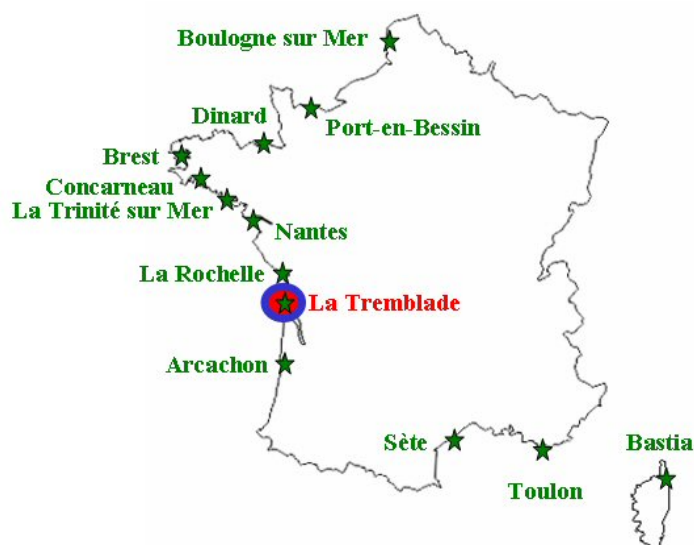 Boulogne sur Mer
Dinard
Port-en-Bessin
Brest
Concarneau
La Trinité sur Mer
Nantes
La Rochelle
La Tremblade
Arcachon
Sète
Bastia
Toulon